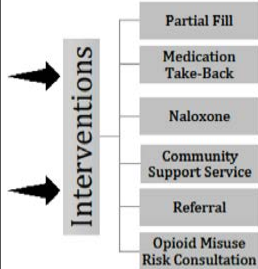 Interventions
Partial Fill
Medication
Take-Back
Naloxone
Community
Support Service
Referral
Opioid Misuse
Risk Consultation